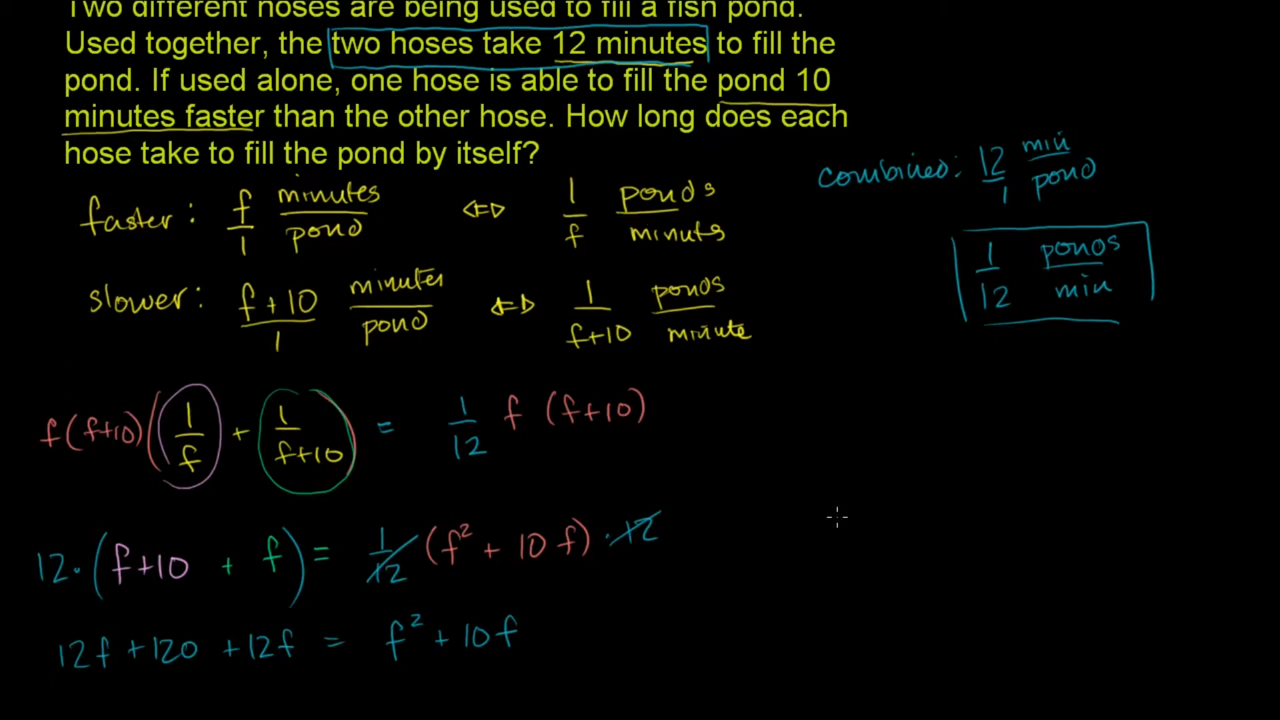 Two different hoses are being used to fill a fish pond.
Used together, the two hoses take 12 minutes to fill the
pond. If used alone, one hose is able to fill the pond 10
minutes faster than the other hose. How long does each
hose take to fill the pond by itself?
combined: 12/1 min/pond
1/12 ponds/min
faster: f/1 minutes/pond ⇔ 1/f ponds/minuts
slower: f+10/1 minutes/pond ⇔ 1/f+10 ponds/minute
f(f+10)(1/f + 1/f+10) = 1/12 f (f+10)
12·(f+10 + f) = 1/12 (f² + 10f)·12
12f + 120 + 12f = f² + 10f